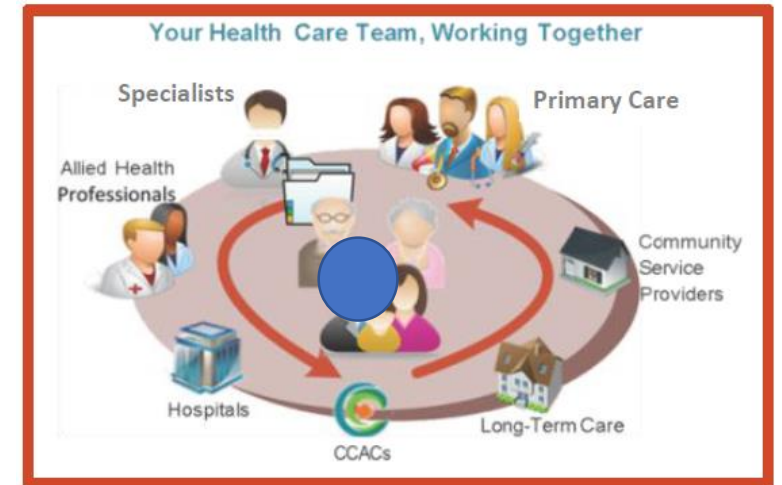 Your Health Care Team, Working Together
Specialists
Primary Care
Allied Health
Professionals
Community
Service
Providers
Hospitals
Long-Term Care
CCACs